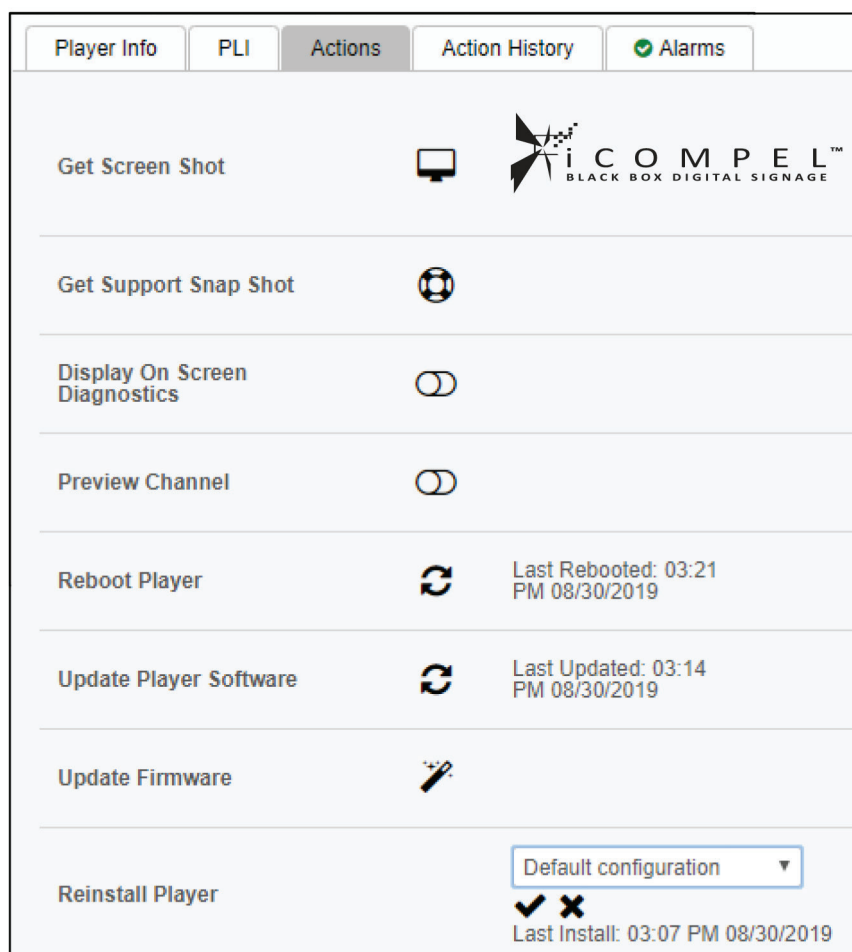 Player Info
PLI
Actions
Action History
Alarms
Get Screen Shot
iCOMPEL™
BLACK BOX DIGITAL SIGNAGE
Get Support Snap Shot
Display On Screen
Diagnostics
Preview Channel
Reboot Player
Last Rebooted: 03:21
PM 08/30/2019
Update Player Software
Last Updated: 03:14
PM 08/30/2019
Update Firmware
Reinstall Player
Default configuration
Last Install: 03:07 PM 08/30/2019